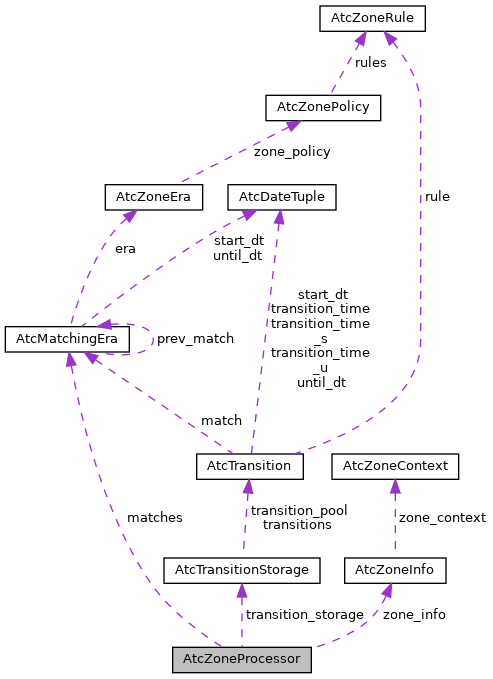 AtcZoneRule
rules
AtcZonePolicy
zone_policy
AtcZoneEra
AtcDateTuple
rule
era
start_dt
until_dt
start_dt
transition_time
transition_time
_s
transition_time
_u
until_dt
AtcMatchingEra
prev_match
match
AtcTransition
AtcZoneContext
matches
transition_pool
transitions
zone_context
AtcTransitionStorage
AtcZoneInfo
transition_storage
zone_info
AtcZoneProcessor